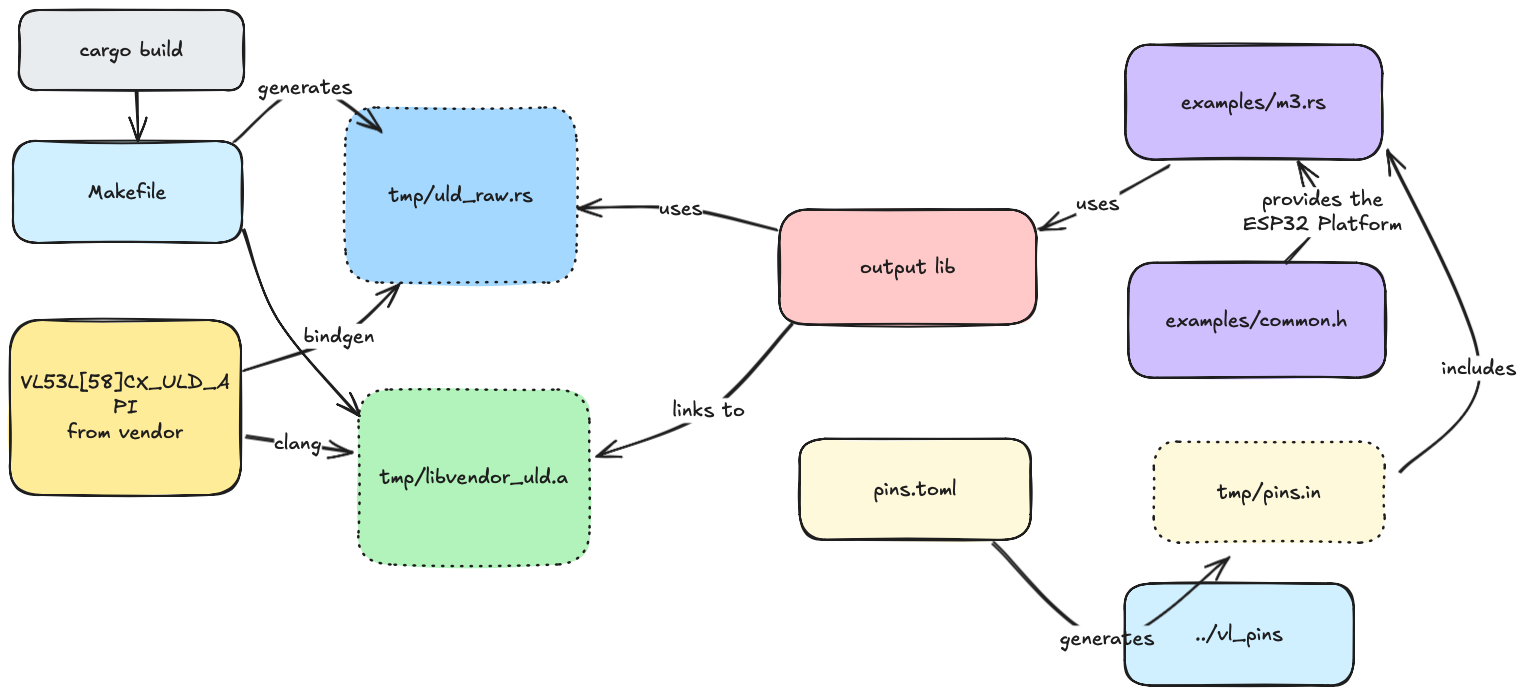 cargo build
generates
Makefile
tmp/uld_raw.rs
bindgen
VL53L[58]CX_ULD_A
PI
from vendor
clang
tmp/libvendor_uld.a
uses
output lib
links to
uses
examples/m3.rs
provides the
ESP32 Platform
examples/common.h
includes
pins.toml
tmp/pins.in
generates
../vl_pins